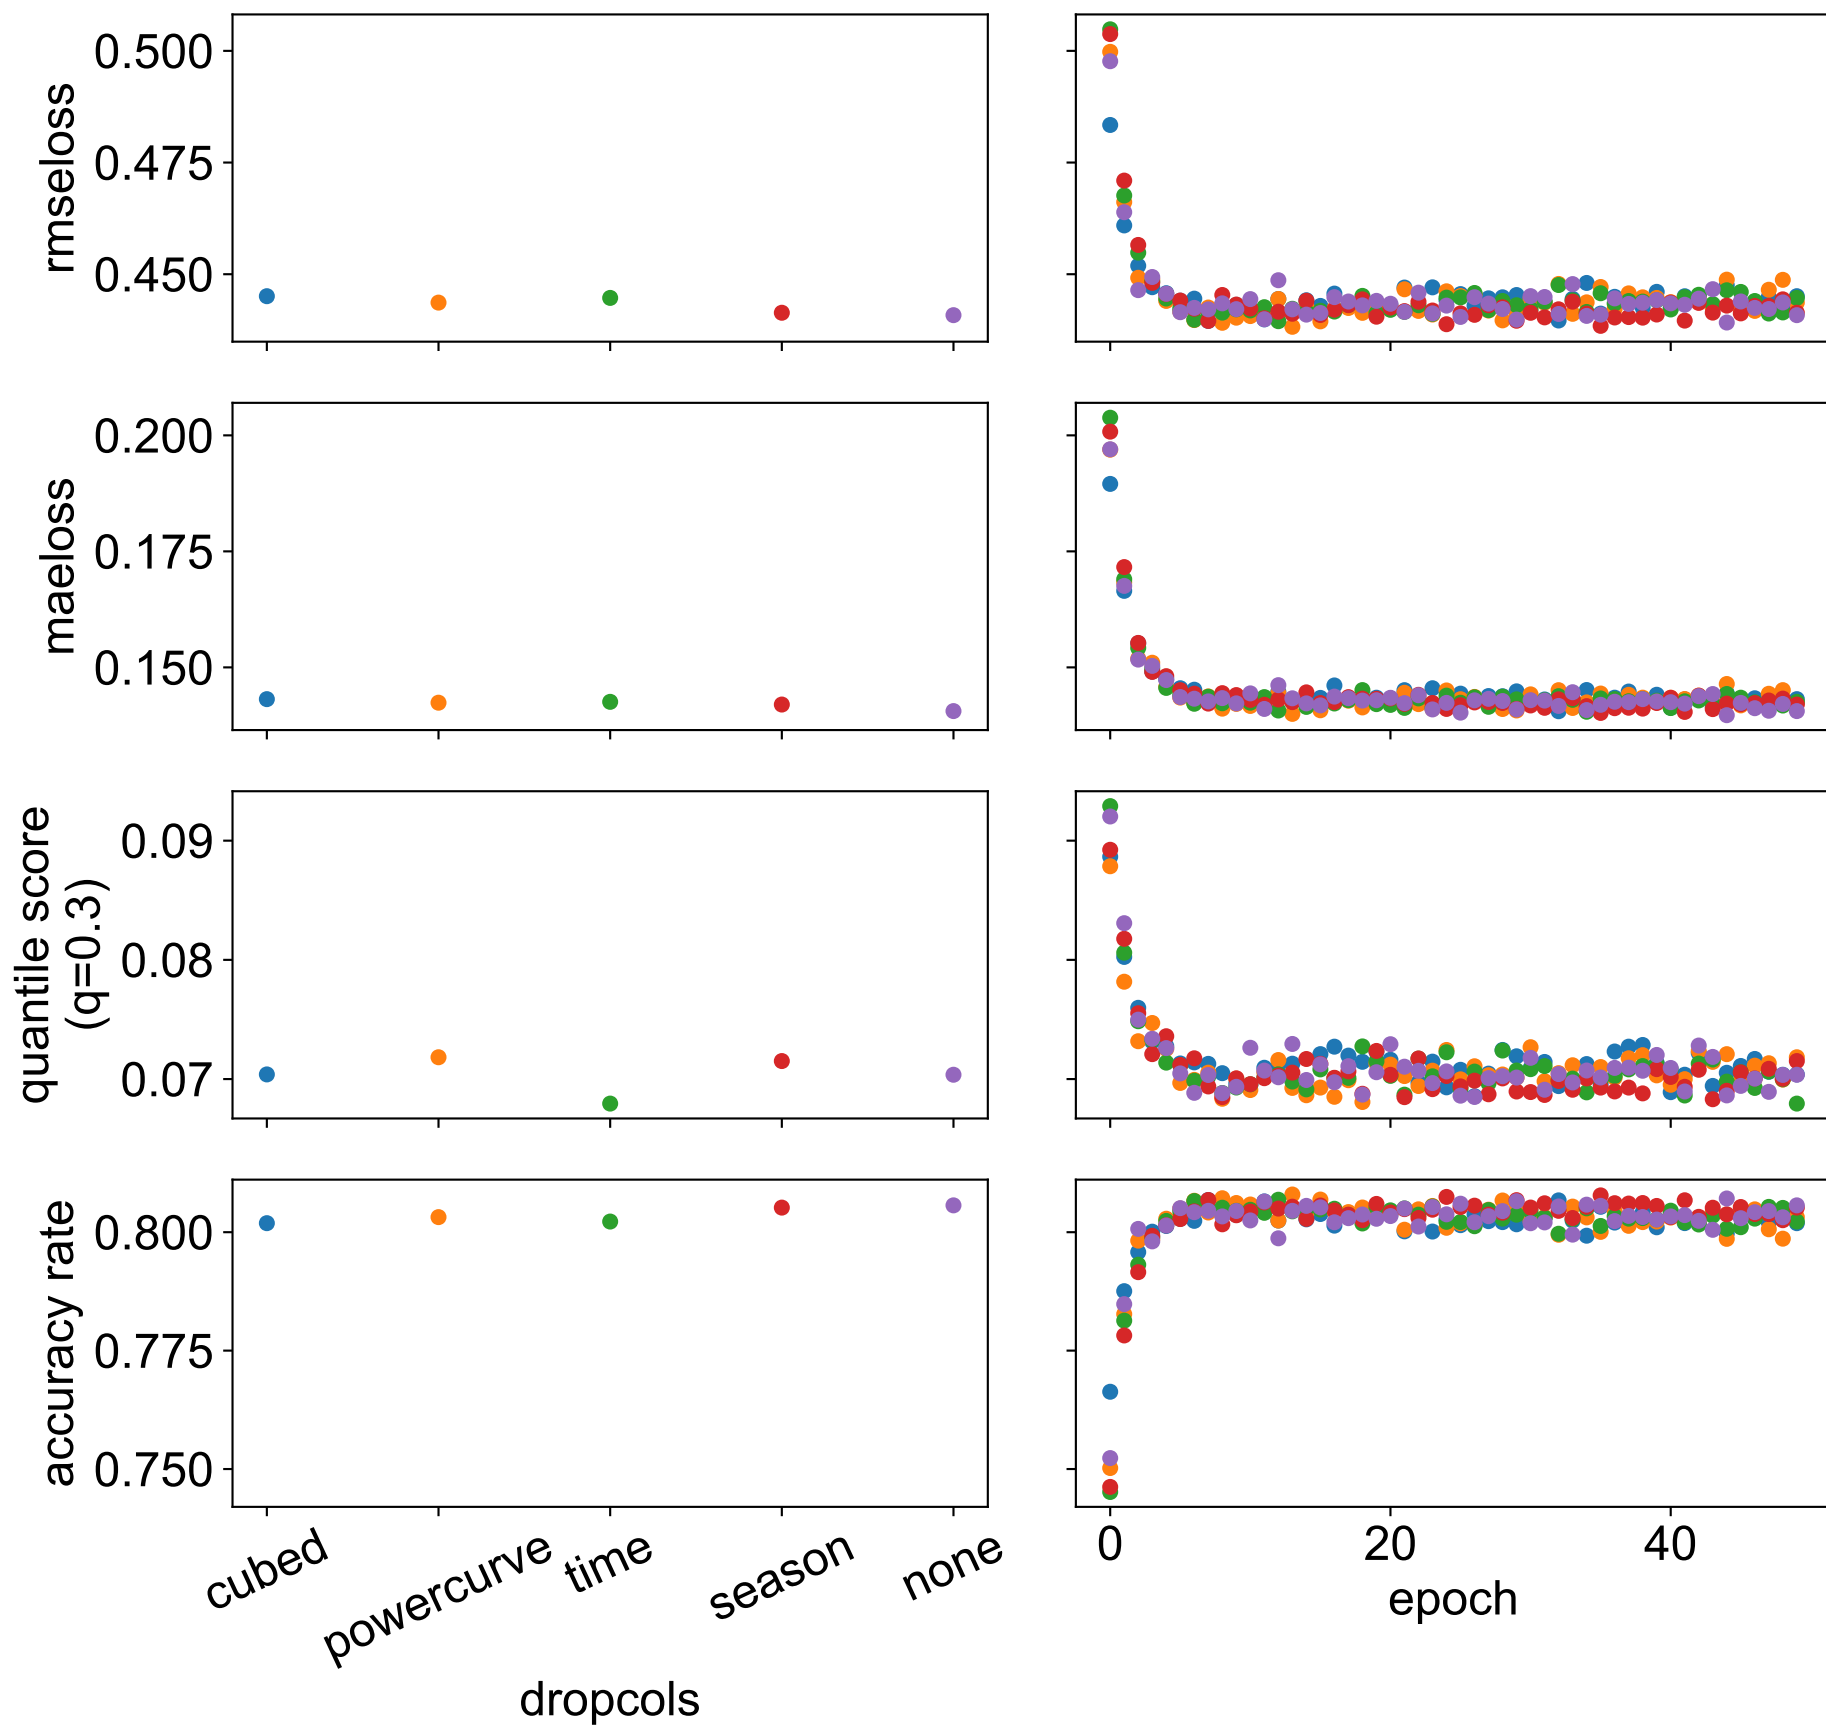 rmseloss
0.500
0.475
0.450
maeloss
0.200
0.175
0.150
quantile score
(q=0.3)
0.09
0.08
0.07
accuracy rate
0.800
0.775
0.750
cubed
powercurve
time
season
none
dropcols
0
20
40
epoch